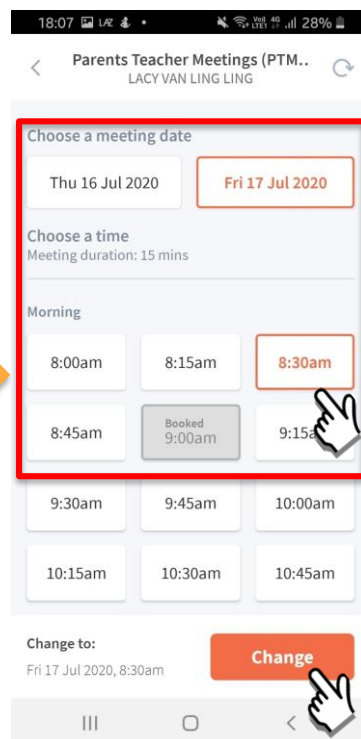 18:07 28%
Parents Teacher Meetings (PTM..
LACY VAN LING LING
Choose a meeting date
Thu 16 Jul 2020 Fri 17 Jul 2020
Choose a time
Meeting duration: 15 mins
Morning
8:00am 8:15am 8:30am
Booked
8:45am 9:00am 9:15a
9:30am 9:45am 10:00am
10:15am 10:30am 10:45am
Change to:
Fri 17 Jul 2020, 8:30am
Change